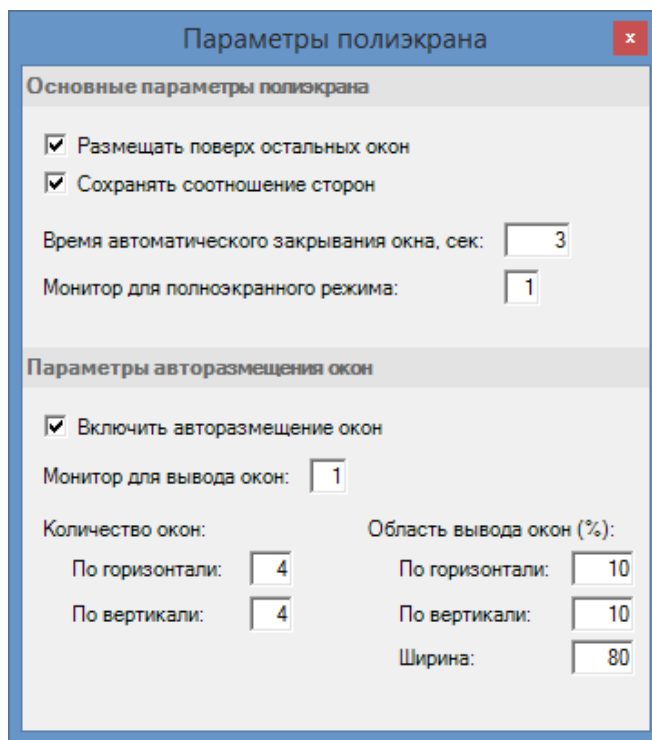 Параметры полиэкрана
x
Основные параметры полиэкрана
Размещать поверх остальных окон
Сохранять соотношение сторон
Время автоматического закрывания окна, сек: 3
Монитор для полноэкранного режима: 1
Параметры авторазмещения окон
Включить авторазмещение окон
Монитор для вывода окон: 1
Количество окон: Область вывода окон (%):
По горизонтали: 4 По горизонтали: 10
По вертикали: 4 По вертикали: 10
Ширина: 80